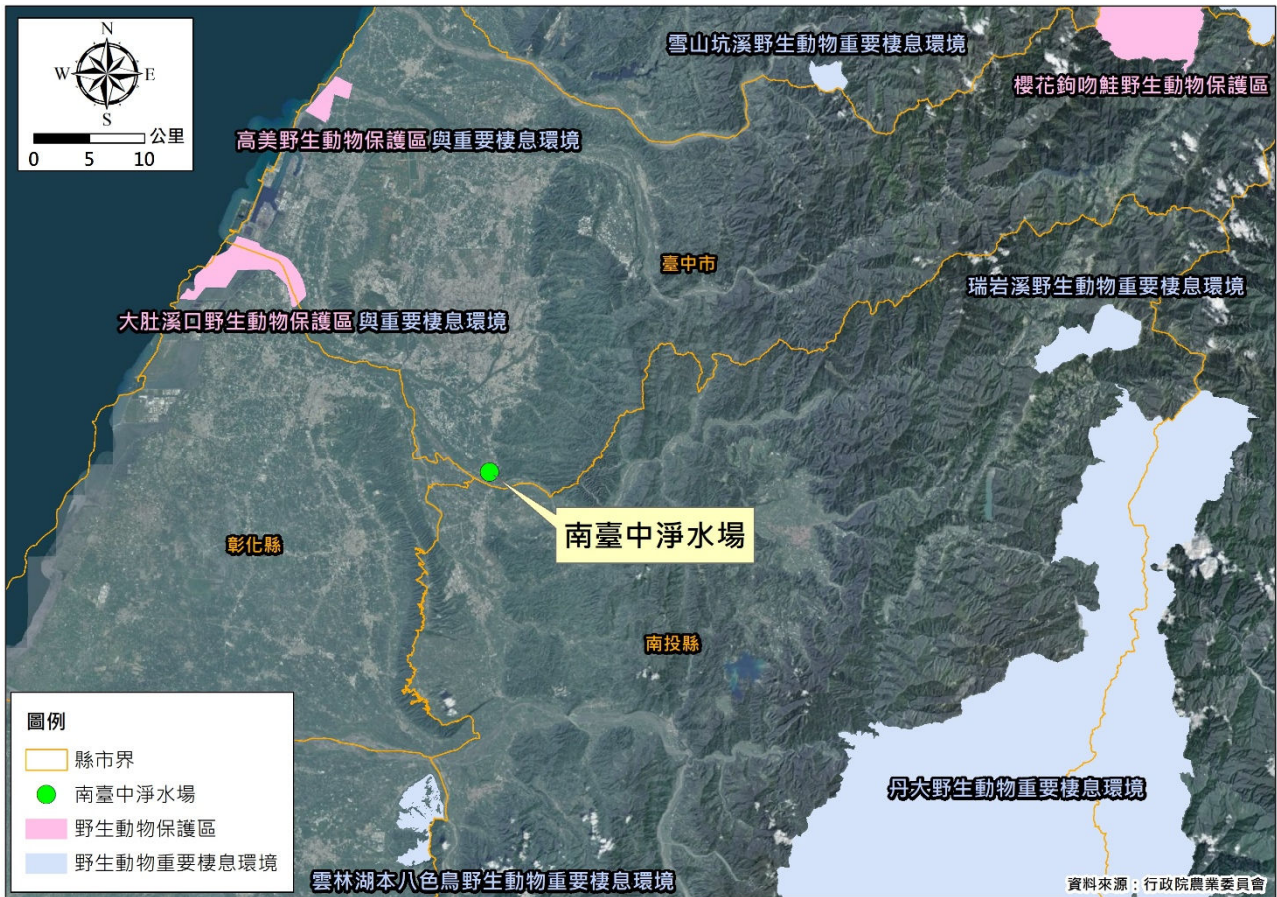 N
W E
S
公里
0 5 10
雪山坑溪野生動物重要棲息環境
櫻花鉤吻鮭野生動物保護區
高美野生動物保護區與重要棲息環境
臺中市
瑞岩溪野生動物重要棲息環境
大肚溪口野生動物保護區與重要棲息環境
南臺中淨水場
彰化縣
南投縣
丹大野生動物重要棲息環境
雲林湖本八色鳥野生動物重要棲息環境
圖例
縣市界
南臺中淨水場
野生動物保護區
野生動物重要棲息環境
資料來源：行政院農業委員會